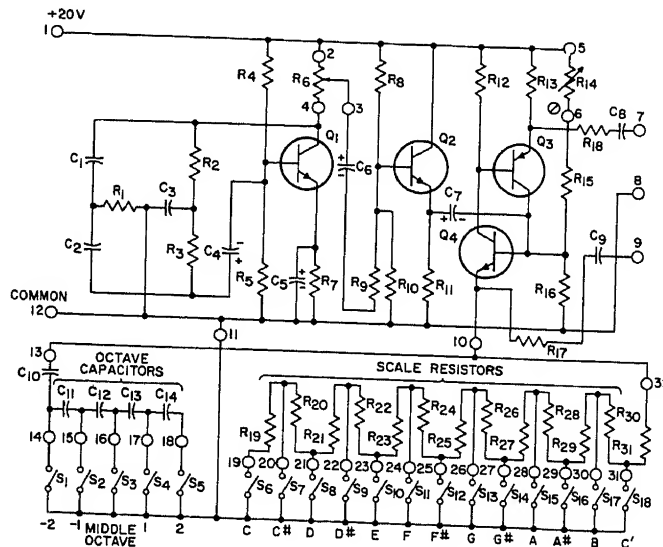 +20V
1 5
2
R4 R6 R8 R12 R13 R14
4 3 6
C8 7
Q1 Q2 Q3 R18
C1 R2 C6
8
R1 C3 C7 R15
Q4 C9 9
C2 R3 C4 R5 C5 R7 R9 R10 R11 R16
COMMON
12 11 10 R17
13 OCTAVE CAPACITORS SCALE RESISTORS 3
C10
C11 C12 C13 C14
R19 R20 R21 R22 R23 R24 R25 R26 R27 R28 R29 R30 R31
14 15 16 17 18 19 20 21 22 23 24 25 26 27 28 29 30 31
S1 S2 S3 S4 S5 S6 S7 S8 S9 S10 S11 S12 S13 S14 S15 S16 S17 S18
-2 -1 MIDDLE OCTAVE 1 2 C C# D D# E F F# G G# A A# B C'